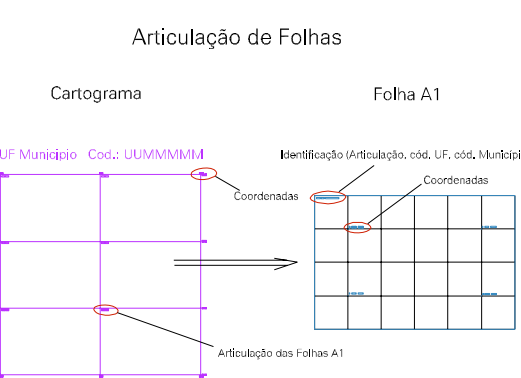 Articulação de Folhas
Cartograma
Folha A1
UF Municipio Cod.: UUMMMMM
Identificação (Articulação, cód. UF, cód. Municípi
Coordenadas
Coordenadas
Articulação das Folhas A1